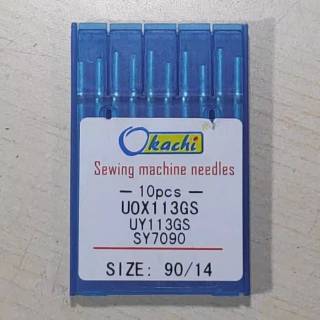 Okachi
Sewing machine needles
— 10pcs —
UOX113GS
UY113GS
SY7090
SIZE: 90/14